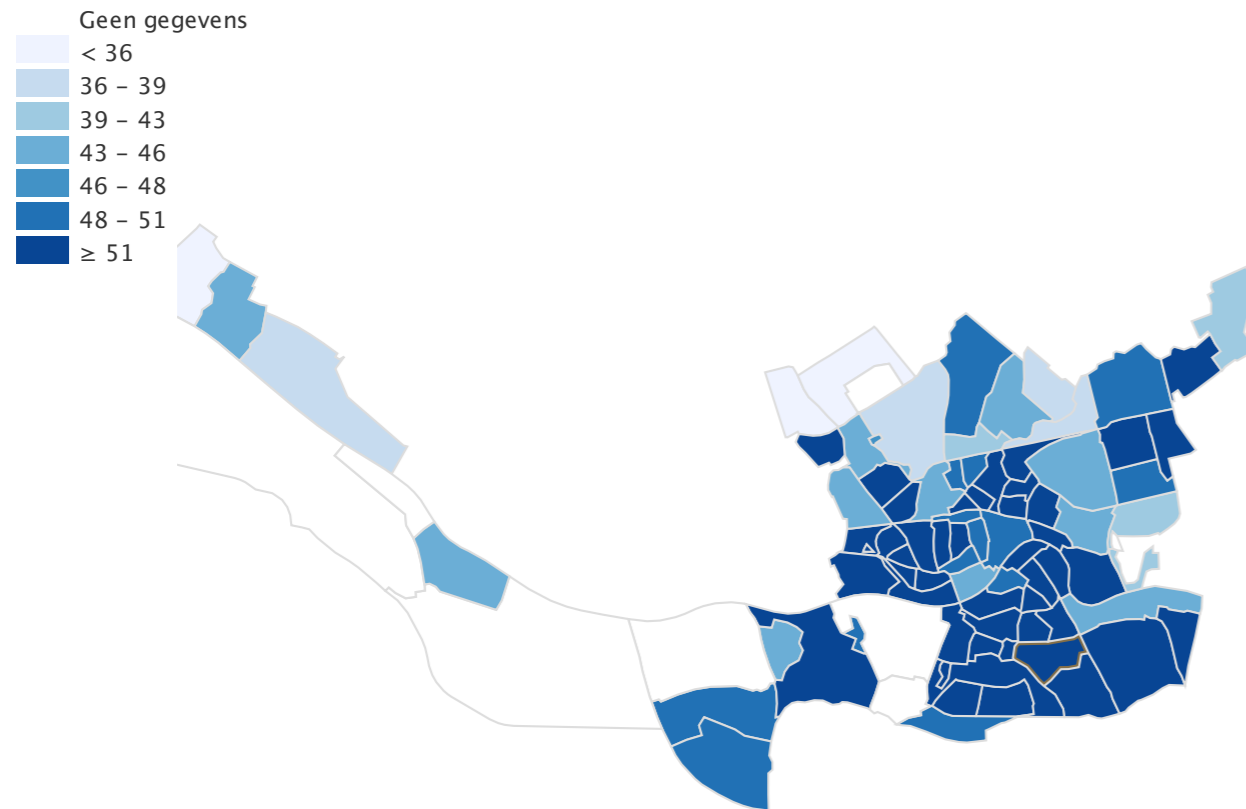 Geen gegevens
< 36
36 – 39
39 – 43
43 – 46
46 – 48
48 – 51
≥ 51